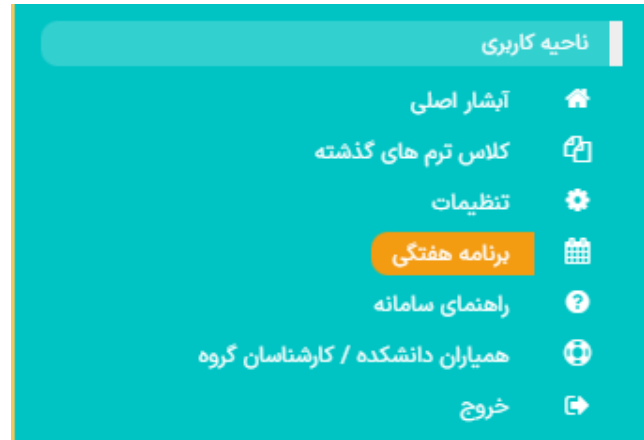 ناحیه کاربری
آبشار اصلی
کلاس ترم های گذشته
تنظیمات
برنامه هفتگی
راهنمای سامانه
همیاران دانشکده / کارشناسان گروه
خروج